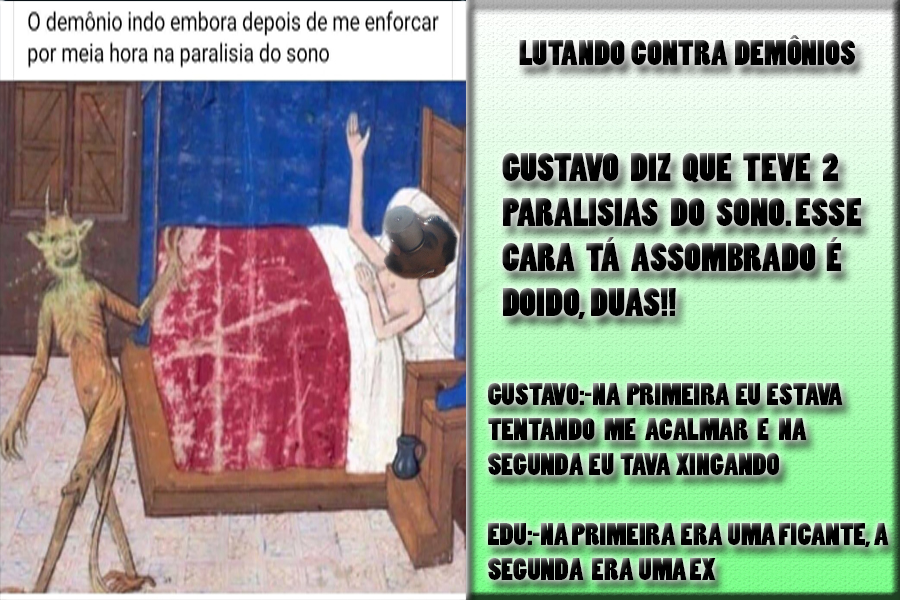 O demônio indo embora depois de me enforcar
por meia hora na paralisia do sono
LUTANDO CONTRA DEMÔNIOS
GUSTAVO DIZ QUE TEVE 2
PARALISIAS DO SONO. ESSE
CARA TÁ ASSOMBRADO É
DOIDO, DUAS!!
GUSTAVO:-NA PRIMEIRA EU ESTAVA
TENTANDO ME ACALMAR E NA
SEGUNDA EU TAVA XINGANDO
EDU:-NA PRIMEIRA ERA UMA FICANTE, A
SEGUNDA ERA UMA EX